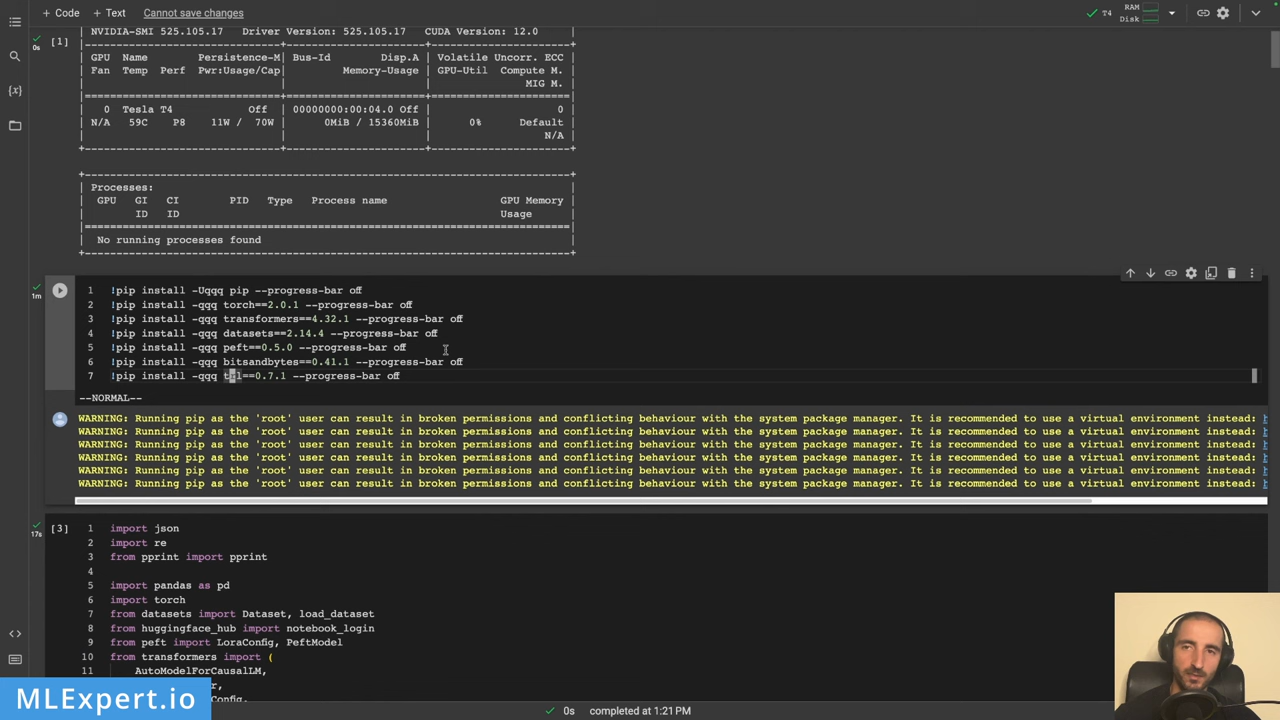 + Code + Text Cannot save changes
T4 RAM Disk
[1] 0s
NVIDIA-SMI 525.105.17 Driver Version: 525.105.17 CUDA Version: 12.0
GPU Name Persistence-M| Bus-Id Disp.A | Volatile Uncorr. ECC
Fan Temp Perf Pwr:Usage/Cap| Memory-Usage | GPU-Util Compute M.
MIG M.
0 Tesla T4 Off | 00000000:00:04.0 Off | 0
N/A 59C P8 11W / 70W | 0MiB / 15360MiB | 0% Default
N/A
Processes:
GPU GI CI PID Type Process name GPU Memory
ID ID Usage
No running processes found
1m
1 !pip install -Uqqq pip --progress-bar off
2 !pip install -qqq torch==2.0.1 --progress-bar off
3 !pip install -qqq transformers==4.32.1 --progress-bar off
4 !pip install -qqq datasets==2.14.4 --progress-bar off
5 !pip install -qqq peft==0.5.0 --progress-bar off
6 !pip install -qqq bitsandbytes==0.41.1 --progress-bar off
7 !pip install -qqq trl==0.7.1 --progress-bar off
--NORMAL--
WARNING: Running pip as the 'root' user can result in broken permissions and conflicting behaviour with the system package manager. It is recommended to use a virtual environment instead:
WARNING: Running pip as the 'root' user can result in broken permissions and conflicting behaviour with the system package manager. It is recommended to use a virtual environment instead:
WARNING: Running pip as the 'root' user can result in broken permissions and conflicting behaviour with the system package manager. It is recommended to use a virtual environment instead:
WARNING: Running pip as the 'root' user can result in broken permissions and conflicting behaviour with the system package manager. It is recommended to use a virtual environment instead:
WARNING: Running pip as the 'root' user can result in broken permissions and conflicting behaviour with the system package manager. It is recommended to use a virtual environment instead:
WARNING: Running pip as the 'root' user can result in broken permissions and conflicting behaviour with the system package manager. It is recommended to use a virtual environment instead:
[3] 17s
1 import json
2 import re
3 from pprint import pprint
4
5 import pandas as pd
6 import torch
7 from datasets import Dataset, load_dataset
8 from huggingface_hub import notebook_login
9 from peft import LoraConfig, PeftModel
10 from transformers import (
11 AutoModelForCausalLM,
MLExpert.io
0s completed at 1:21 PM